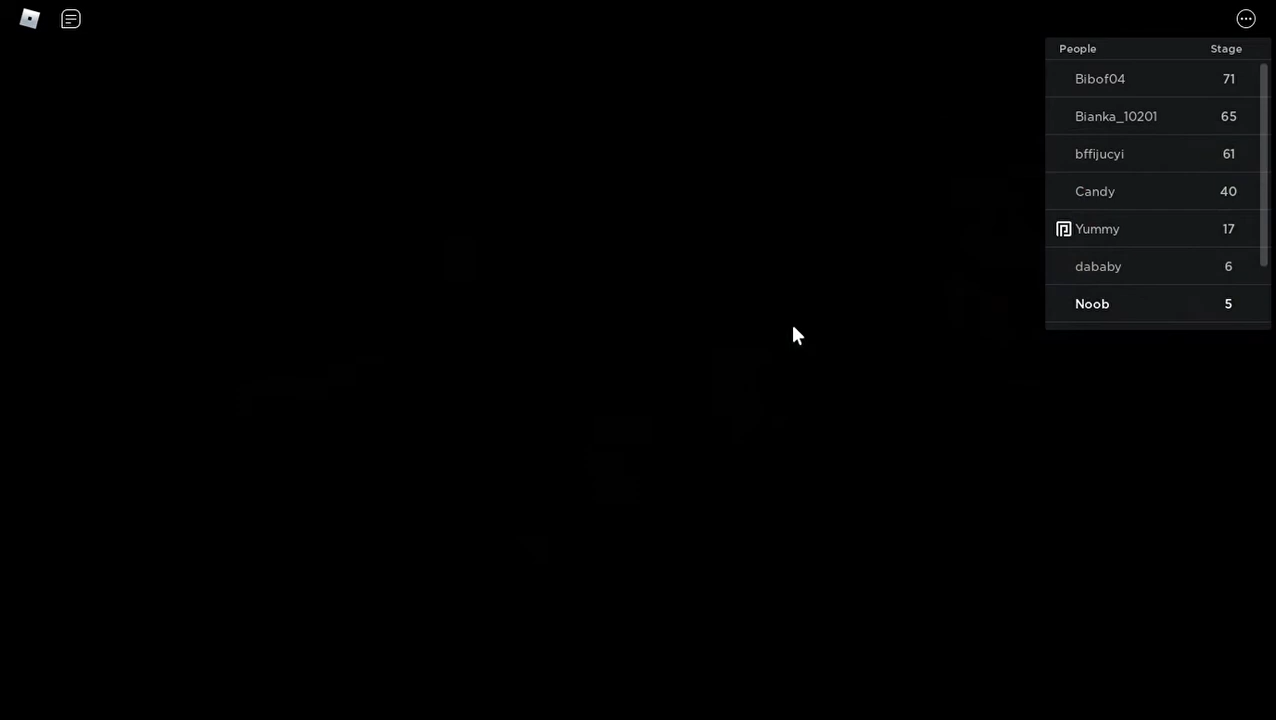 People Stage
Bibof04 71
Bianka_10201 65
bffijucyi 61
Candy 40
Yummy 17
dababy 6
Noob 5